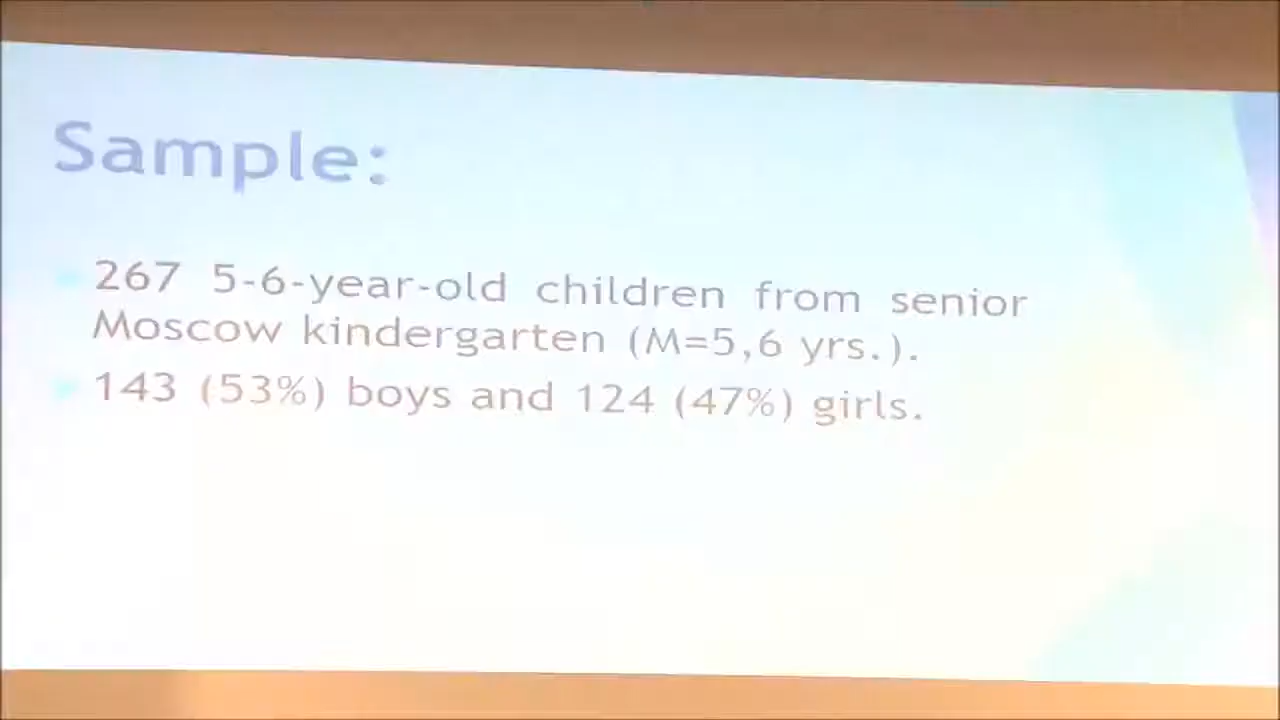 Sample:
267 5-6-year-old children from senior
Moscow kindergarten (M=5,6 yrs.).
143 (53%) boys and 124 (47%) girls.